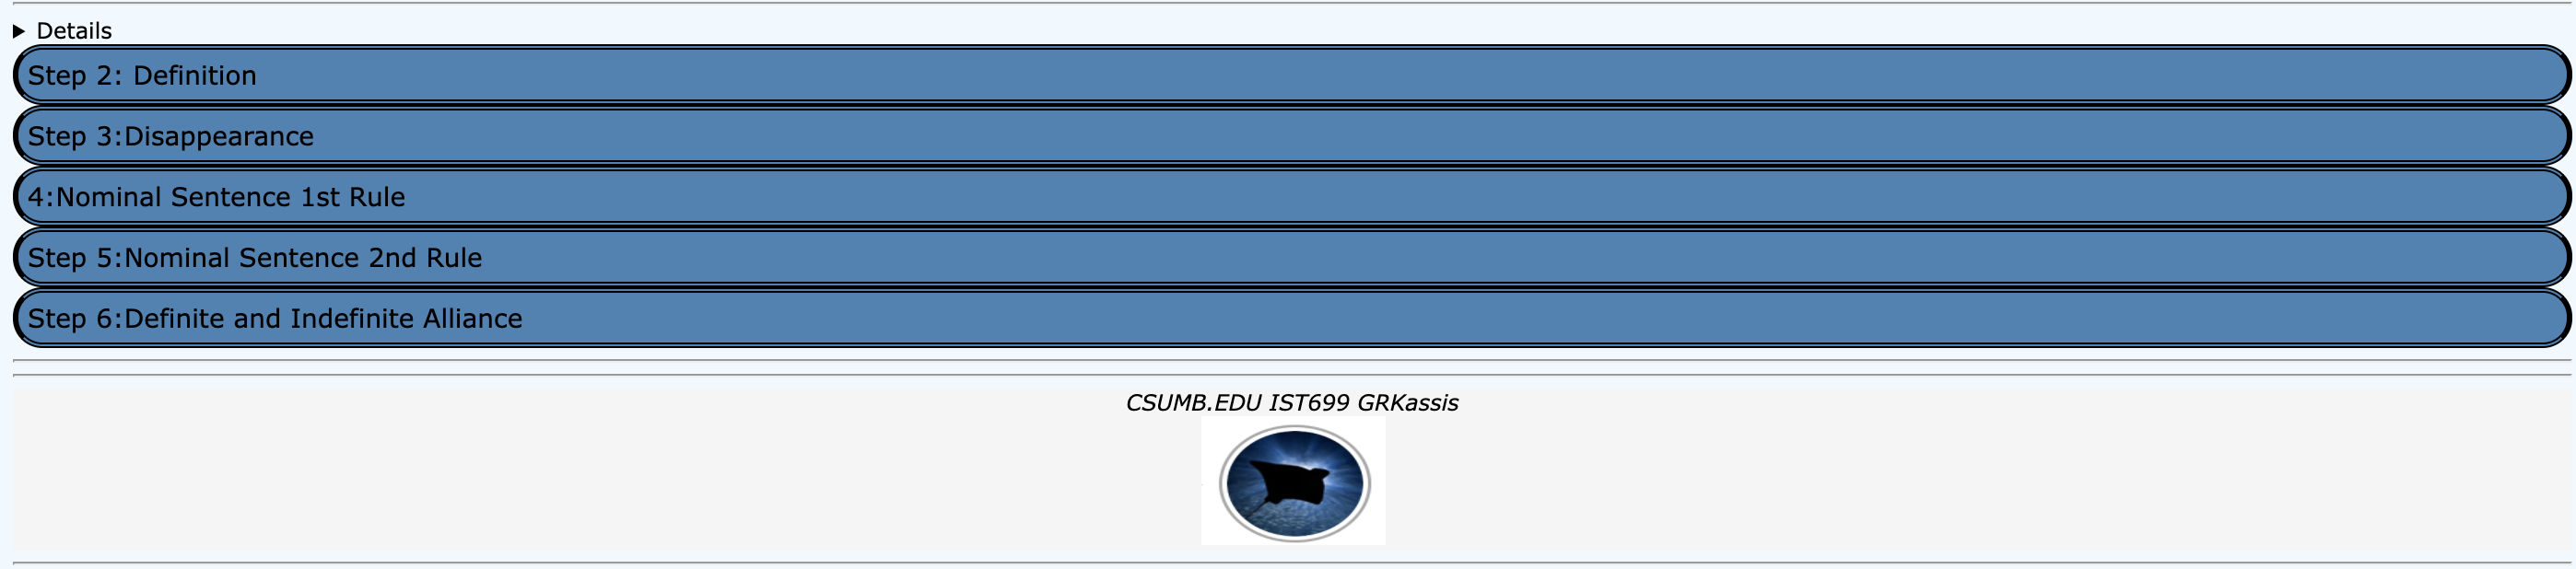 Details
Step 2: Definition
Step 3:Disappearance
4:Nominal Sentence 1st Rule
Step 5:Nominal Sentence 2nd Rule
Step 6:Definite and Indefinite Alliance
CSUMB.EDU IST699 GRKassis